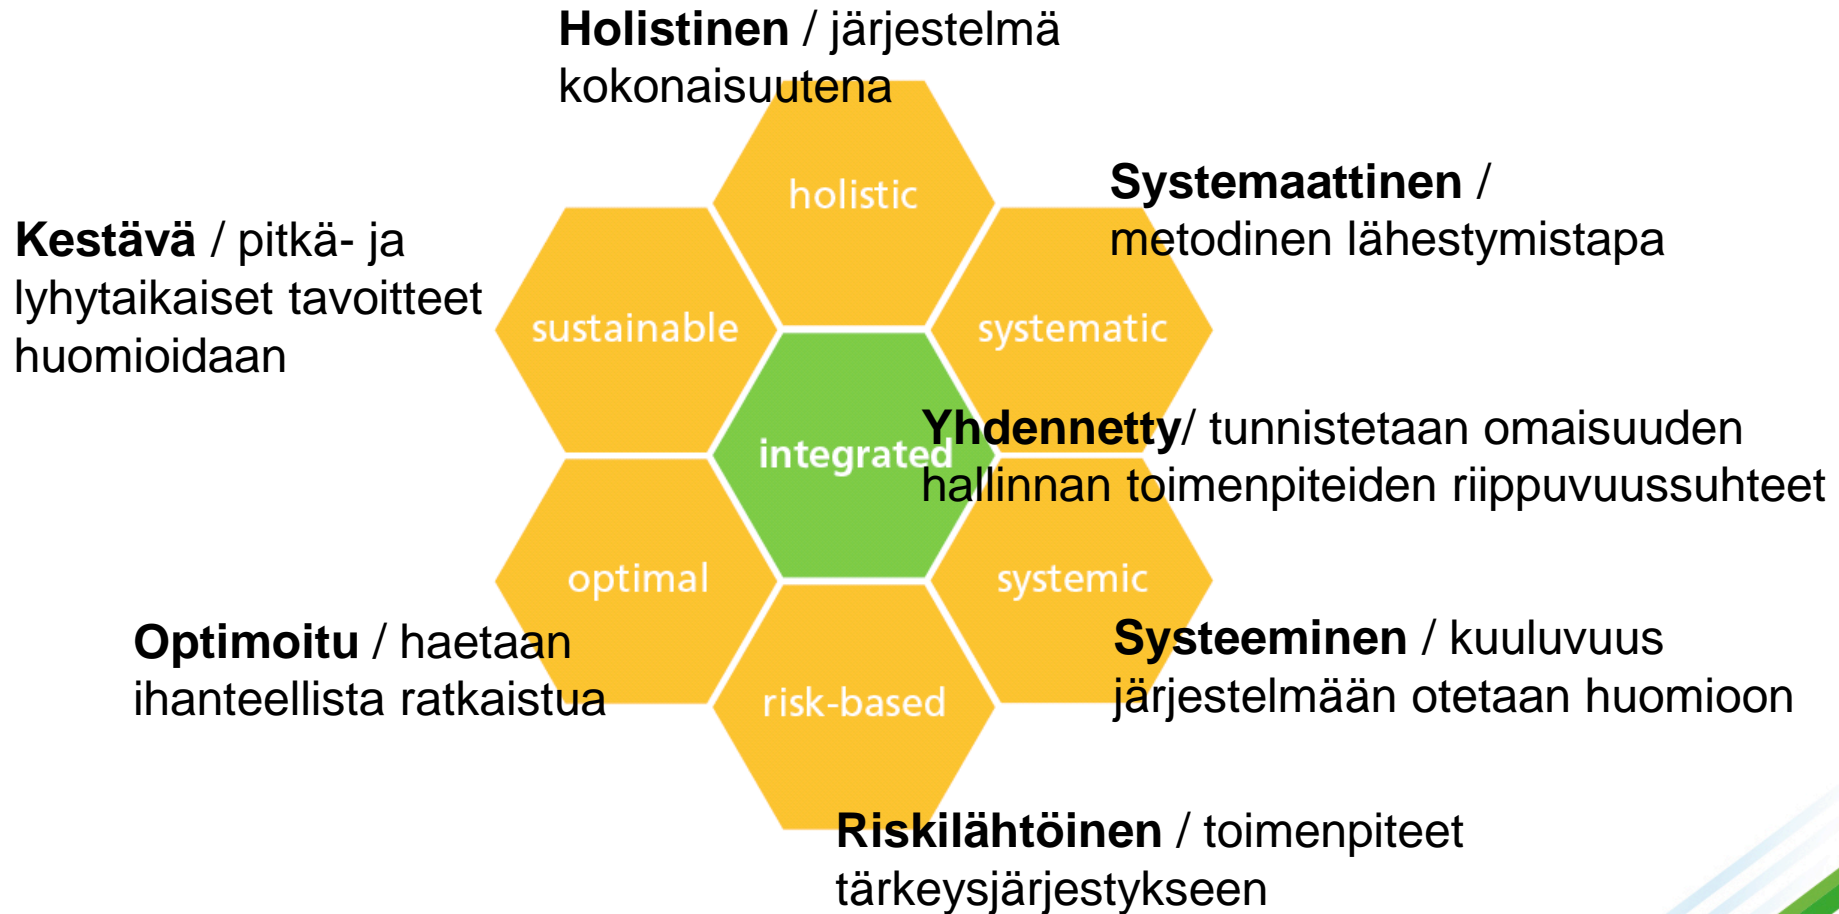 Holistinen / järjestelmä
kokonaisuutena
holistic
Systemaattinen /
metodinen lähestymistapa
Kestävä / pitkä- ja
lyhytaikaiset tavoitteet
huomioidaan
sustainable
systematic
integrated
Yhdennetty/ tunnistetaan omaisuuden
hallinnan toimenpiteiden riippuvuussuhteet
optimal
systemic
Optimoitu / haetaan
ihanteellista ratkaistua
Systeeminen / kuuluvuus
järjestelmään otetaan huomioon
risk-based
Riskilähtöinen / toimenpiteet
tärkeysjärjestykseen